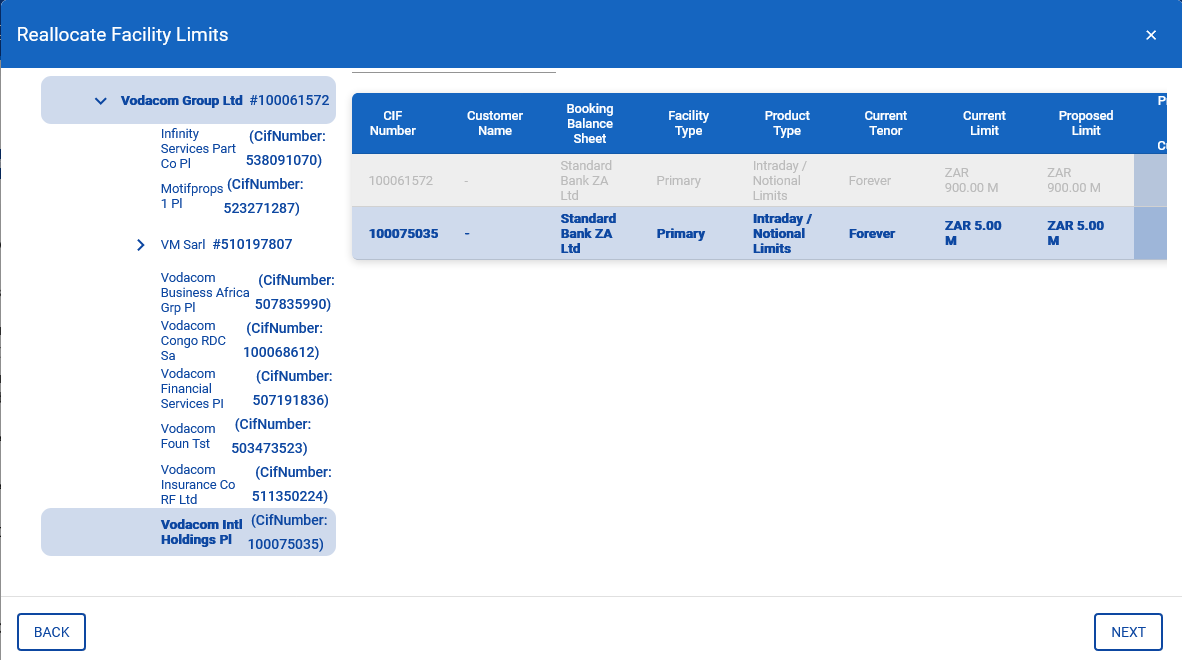 Reallocate Facility Limits
Vodacom Group Ltd #100061572
Infinity Services Part Co Pl (CifNumber: 538091070)
Motifprops 1 Pl (CifNumber: 523271287)
VM Sarl #510197807
Vodacom Business Africa Grp Pl (CifNumber: 507835990)
Vodacom Congo RDC Sa (CifNumber: 100068612)
Vodacom Financial Services Pl (CifNumber: 507191836)
Vodacom Foun Tst (CifNumber: 503473523)
Vodacom Insurance Co RF Ltd (CifNumber: 511350224)
Vodacom Intl Holdings Pl (CifNumber: 100075035)
CIF Number Customer Name Booking Balance Sheet Facility Type Product Type Current Tenor Current Limit Proposed Limit
100061572 - Standard Bank ZA Ltd Primary Intraday / Notional Limits Forever ZAR 900.00 M ZAR 900.00 M
100075035 - Standard Bank ZA Ltd Primary Intraday / Notional Limits Forever ZAR 5.00 M ZAR 5.00 M
BACK
NEXT